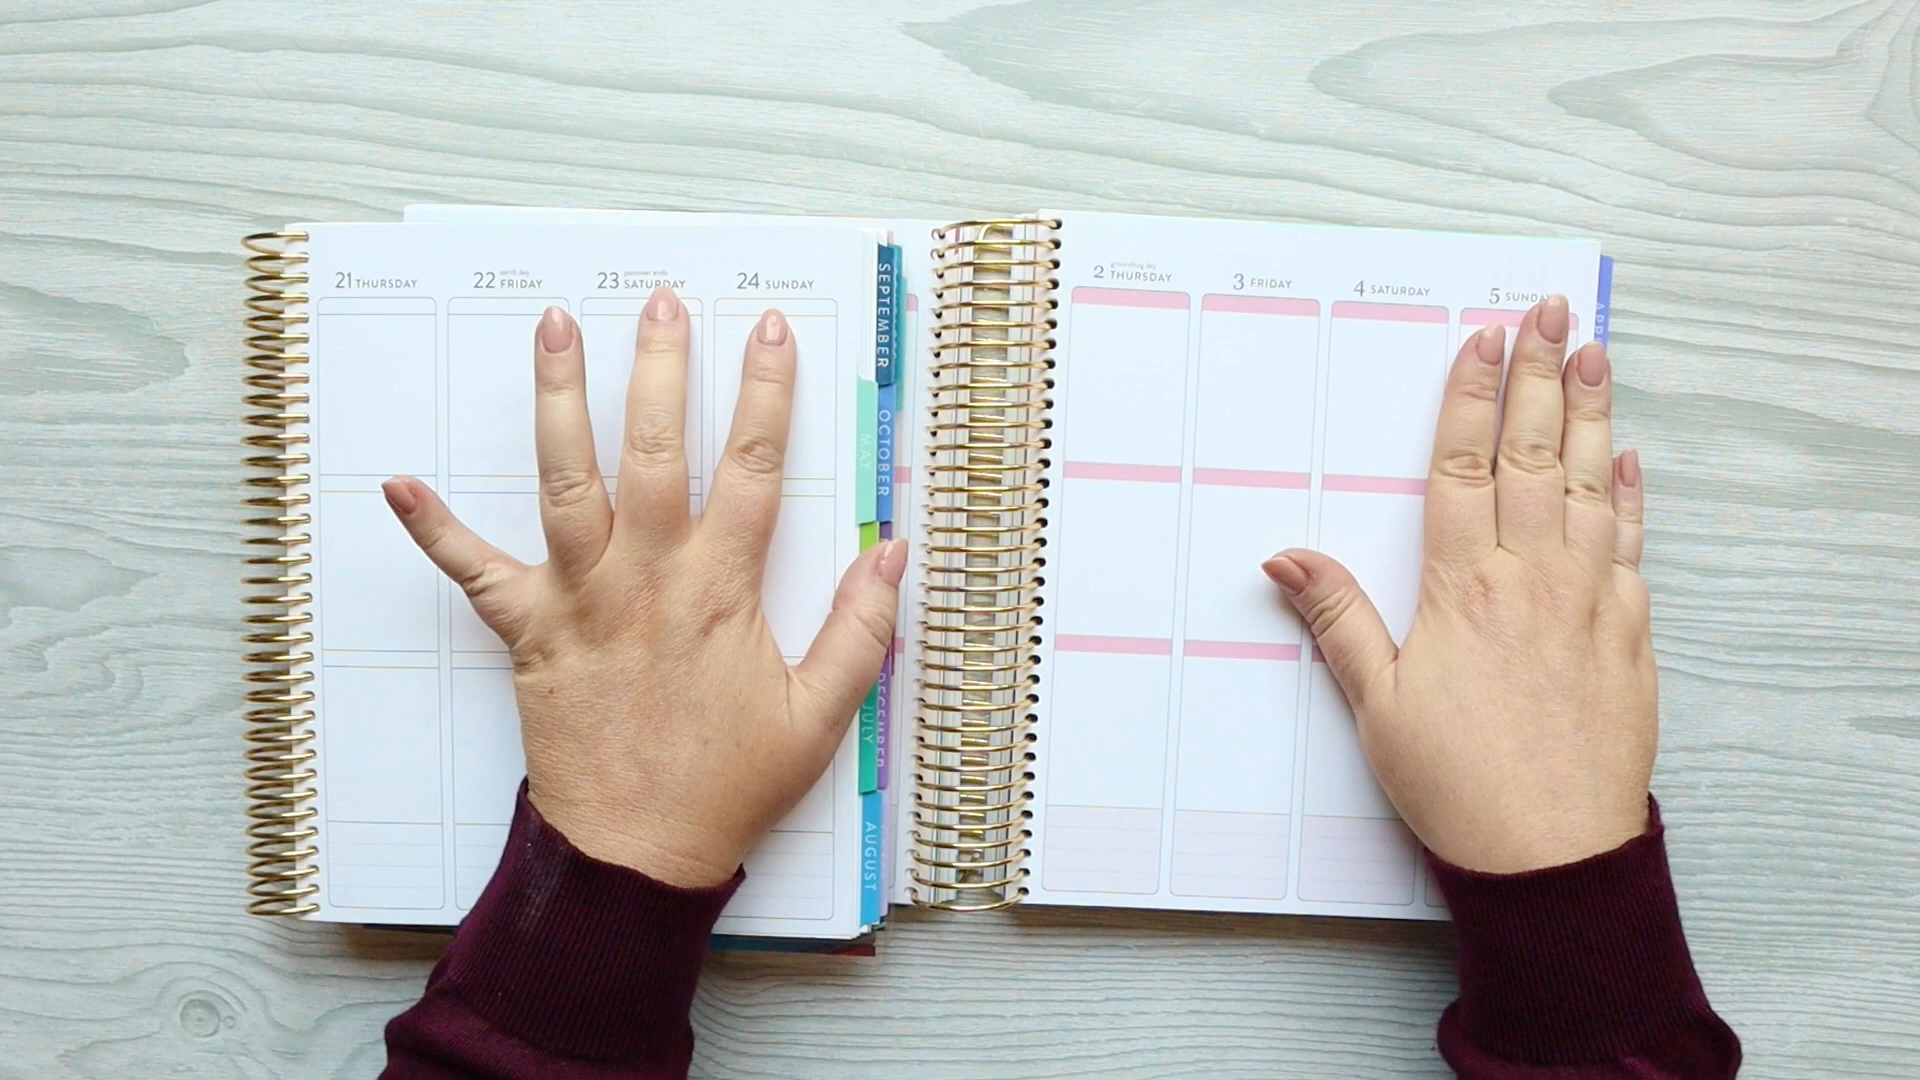 21 THURSDAY
earth day
22 FRIDAY
passover ends
23 SATURDAY
24 SUNDAY
SEPTEMBER
OCTOBER
MAY
DECEMBER
JULY
AUGUST
groundhog day
2 THURSDAY
3 FRIDAY
4 SATURDAY
5 SUNDAY